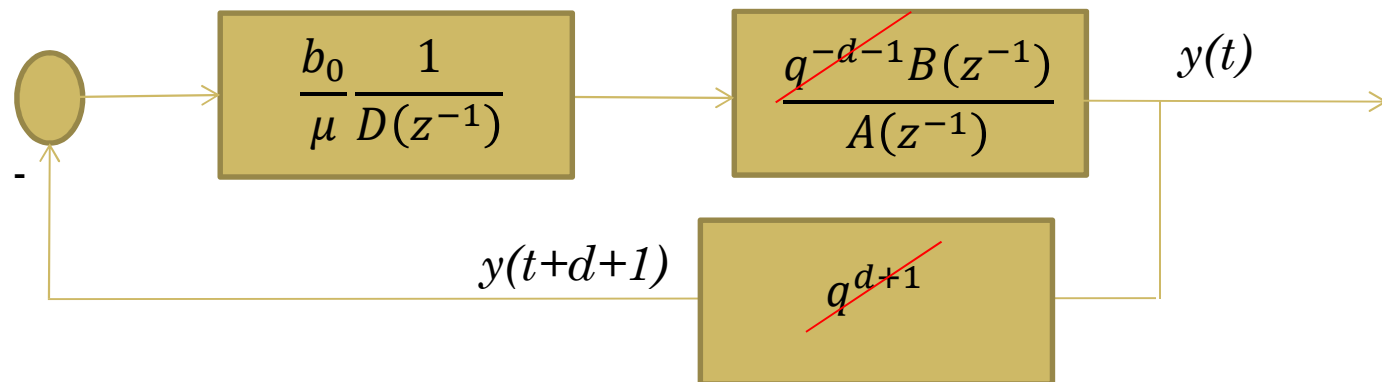 b₀/μ 1/D(z⁻¹)
q⁻ᵈ⁻¹B(z⁻¹)/A(z⁻¹)
y(t)
-
y(t+d+1)
qᵈ⁺¹